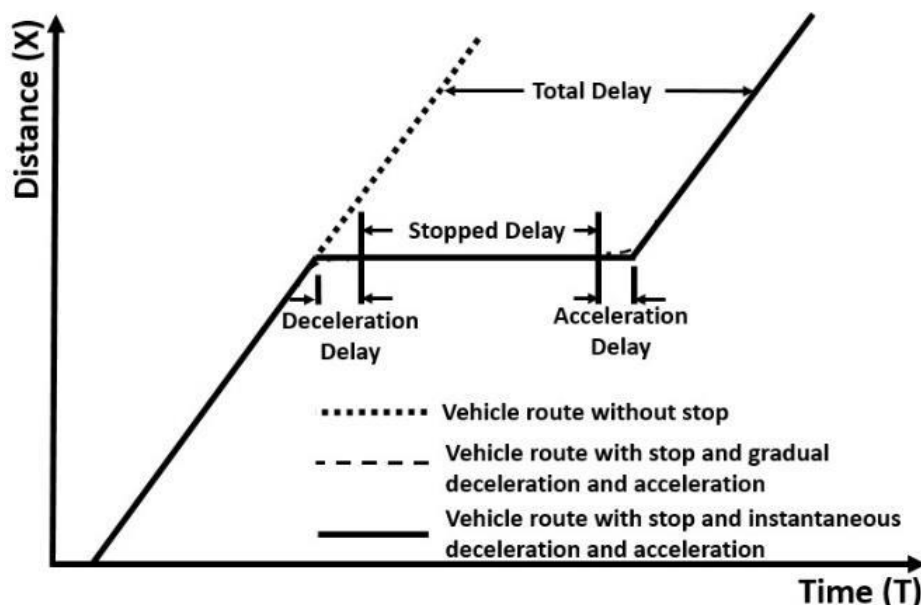 Distance (X)
Total Delay
Stopped Delay
Deceleration
Delay
Acceleration
Delay
Vehicle route without stop
Vehicle route with stop and gradual
deceleration and acceleration
Vehicle route with stop and instantaneous
deceleration and acceleration
Time (T)